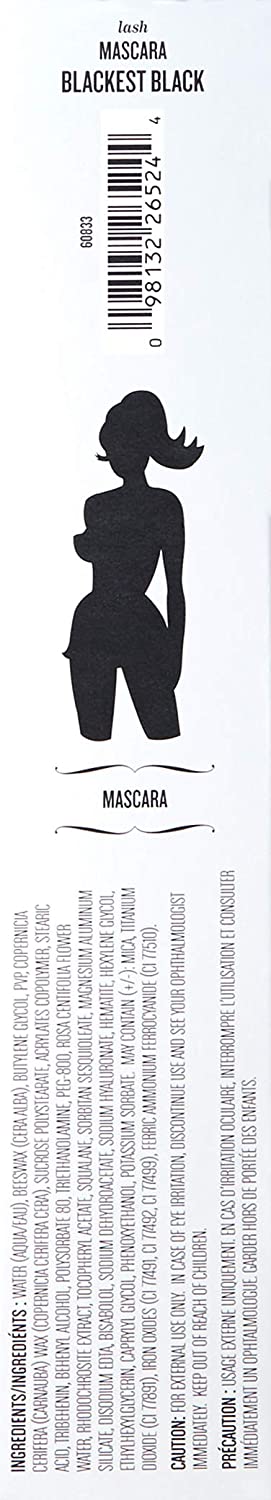 lash
MASCARA
BLACKEST BLACK
60833
0 98132 26524 4
MASCARA
INGREDIENTS/INGRÉDIENTS : WATER (AQUA/EAU), BEESWAX (CERA ALBA), BUTYLENE GLYCOL, PVP, COPERNICIA
CERIFERA (CARNAUBA) WAX (COPERNICIA CERIFERA CERA), SUCROSE POLYSTEARATE, ACRYLATES COPOLYMER, STEARIC
ACID, TRIBEHENIN, BEHENYL ALCOHOL, POLYSORBATE 80, TRIETHANOLAMINE, PEG-800, ROSA CENTIFOLIA FLOWER
WATER, RHODOCHROSITE EXTRACT, TOCOPHERYL ACETATE, SQUALANE, SORBITAN SESQUIOLEATE, MAGNESIUM ALUMINUM
SILICATE, DISODIUM EDTA, BISABOLOL, SODIUM DEHYDROACETATE, SODIUM HYALURONATE, HEMATITE, HEXYLENE GLYCOL,
ETHYLHEXYLGLYCERIN, CAPRYLYL GLYCOL, PHENOXYETHANOL, POTASSIUM SORBATE. MAY CONTAIN (+/-): MICA, TITANIUM
DIOXIDE (CI 77891), IRON OXIDES (CI 77491, CI 77492, CI 77499), FERRIC AMMONIUM FERROCYANIDE (CI 77510).
CAUTION: FOR EXTERNAL USE ONLY. IN CASE OF EYE IRRITATION, DISCONTINUE USE AND SEE YOUR OPHTHALMOLOGIST
IMMEDIATELY. KEEP OUT OF REACH OF CHILDREN.
PRÉCAUTION : USAGE EXTERNE UNIQUEMENT. EN CAS D'IRRITATION OCULAIRE, INTERROMPRE L'UTILISATION ET CONSULTER
IMMÉDIATEMENT UN OPHTALMOLOGUE. GARDER HORS DE PORTÉE DES ENFANTS.